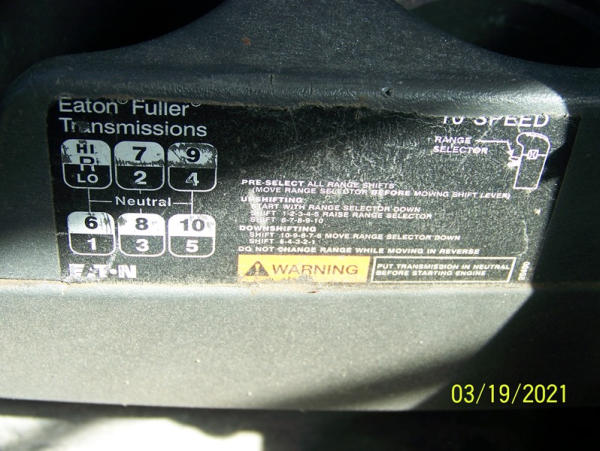 Eaton® Fuller®
Transmissions
10 SPEED
RANGE
SELECTOR
HI
R
LO
7
2
9
4
Neutral
6
1
8
3
10
5
EATON
PRE-SELECT ALL RANGE SHIFTS
(MOVE RANGE SELECTOR BEFORE MOVING SHIFT LEVER)
UPSHIFTING:
START WITH RANGE SELECTOR DOWN
SHIFT 1-2-3-4-5 RAISE RANGE SELECTOR
SHIFT 6-7-8-9-10
DOWNSHIFTING
SHIFT 10-9-8-7-6 MOVE RANGE SELECTOR DOWN
SHIFT 5-4-3-2-1
DO NOT CHANGE RANGE WHILE MOVING IN REVERSE
WARNING
PUT TRANSMISSION IN NEUTRAL
BEFORE STARTING ENGINE
03/19/2021